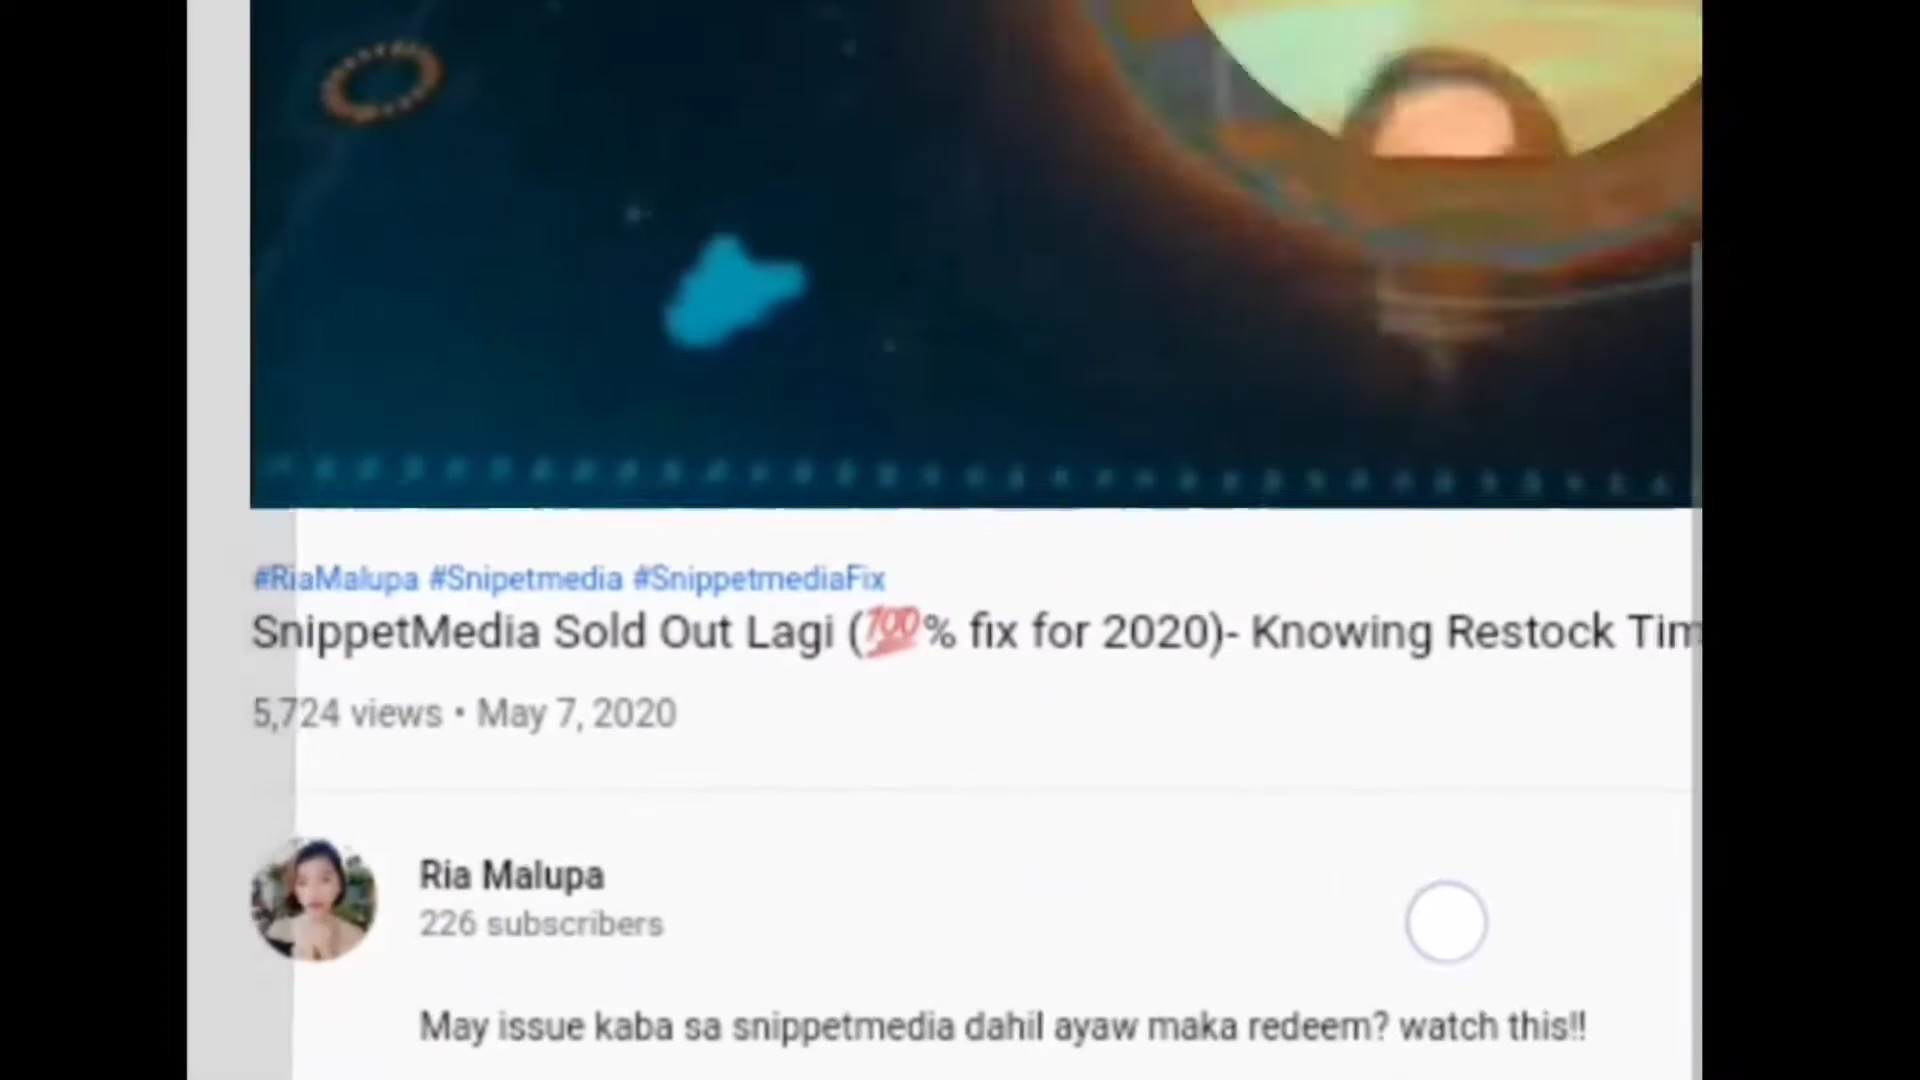 #RiaMalupa #Snipetmedia #SnippetmediaFix
SnippetMedia Sold Out Lagi (💯% fix for 2020)- Knowing Restock Tim
5,724 views • May 7, 2020
Ria Malupa
226 subscribers
May issue kaba sa snippetmedia dahil ayaw maka redeem? watch this!!